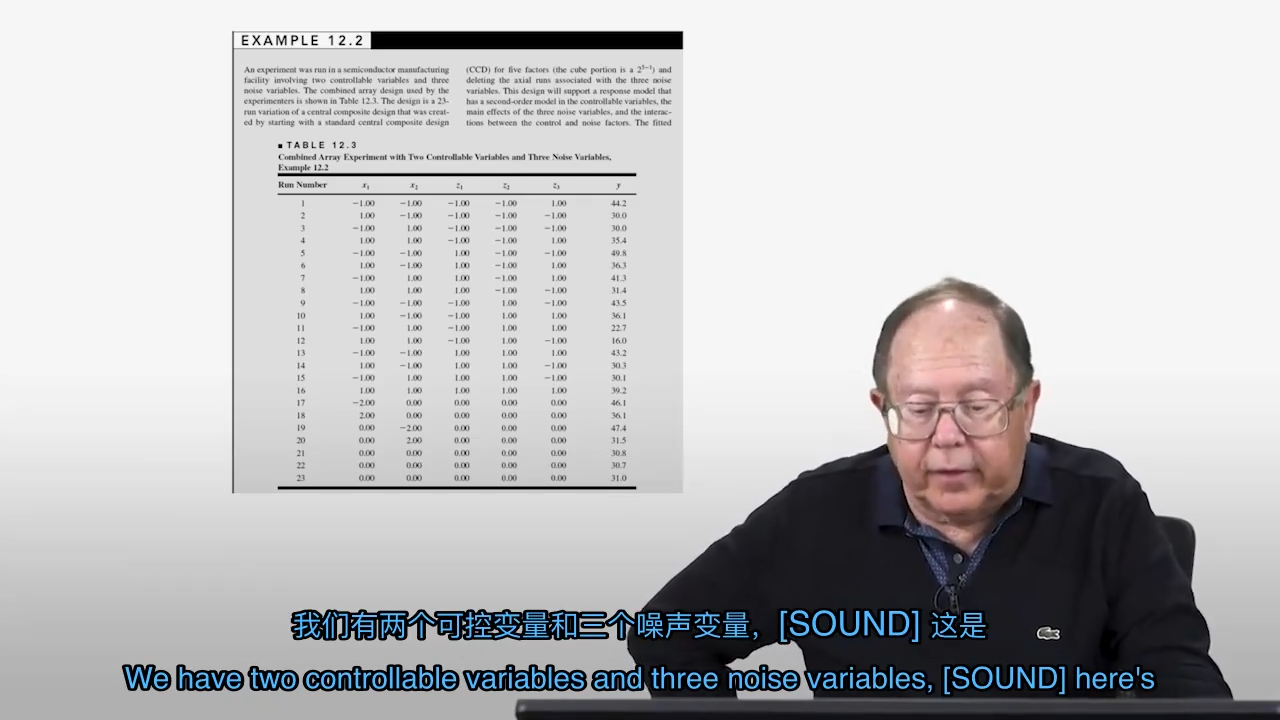 EXAMPLE 12.2
An experiment was run in a semiconductor manufacturing
facility involving two controllable variables and three
noise variables. The combined array design used by the
experimenters is shown in Table 12.3. The design is a 23-
run variation of a central composite design that was creat-
ed by starting with a standard central composite design
(CCD) for five factors (the cube portion is a 2⁵⁻¹) and
deleting the axial runs associated with the three noise
variables. This design will support a response model that
has a second-order model in the controllable variables, the
main effects of the three noise variables, and the interac-
tions between the control and noise factors. The fitted
■ TABLE 12.3
Combined Array Experiment with Two Controllable Variables and Three Noise Variables,
Example 12.2
Run Number x₁ x₂ z₁ z₂ z₃ y
1 −1.00 −1.00 −1.00 −1.00 1.00 44.2
2 1.00 −1.00 −1.00 −1.00 −1.00 30.0
3 −1.00 1.00 −1.00 −1.00 −1.00 30.0
4 1.00 1.00 −1.00 −1.00 1.00 35.4
5 −1.00 −1.00 1.00 −1.00 −1.00 49.8
6 1.00 −1.00 1.00 −1.00 1.00 36.3
7 −1.00 1.00 1.00 −1.00 1.00 41.3
8 1.00 1.00 1.00 −1.00 −1.00 31.4
9 −1.00 −1.00 −1.00 1.00 −1.00 43.5
10 1.00 −1.00 −1.00 1.00 1.00 36.1
11 −1.00 1.00 −1.00 1.00 1.00 22.7
12 1.00 1.00 −1.00 1.00 −1.00 16.0
13 −1.00 −1.00 1.00 1.00 1.00 43.2
14 1.00 −1.00 1.00 1.00 −1.00 30.3
15 −1.00 1.00 1.00 1.00 −1.00 30.1
16 1.00 1.00 1.00 1.00 1.00 39.2
17 −2.00 0.00 0.00 0.00 0.00 46.1
18 2.00 0.00 0.00 0.00 0.00 36.1
19 0.00 −2.00 0.00 0.00 0.00 47.4
20 0.00 2.00 0.00 0.00 0.00 31.5
21 0.00 0.00 0.00 0.00 0.00 30.8
22 0.00 0.00 0.00 0.00 0.00 30.7
23 0.00 0.00 0.00 0.00 0.00 31.0
我们有两个可控变量和三个噪声变量，[SOUND] 这是
We have two controllable variables and three noise variables, [SOUND] here's